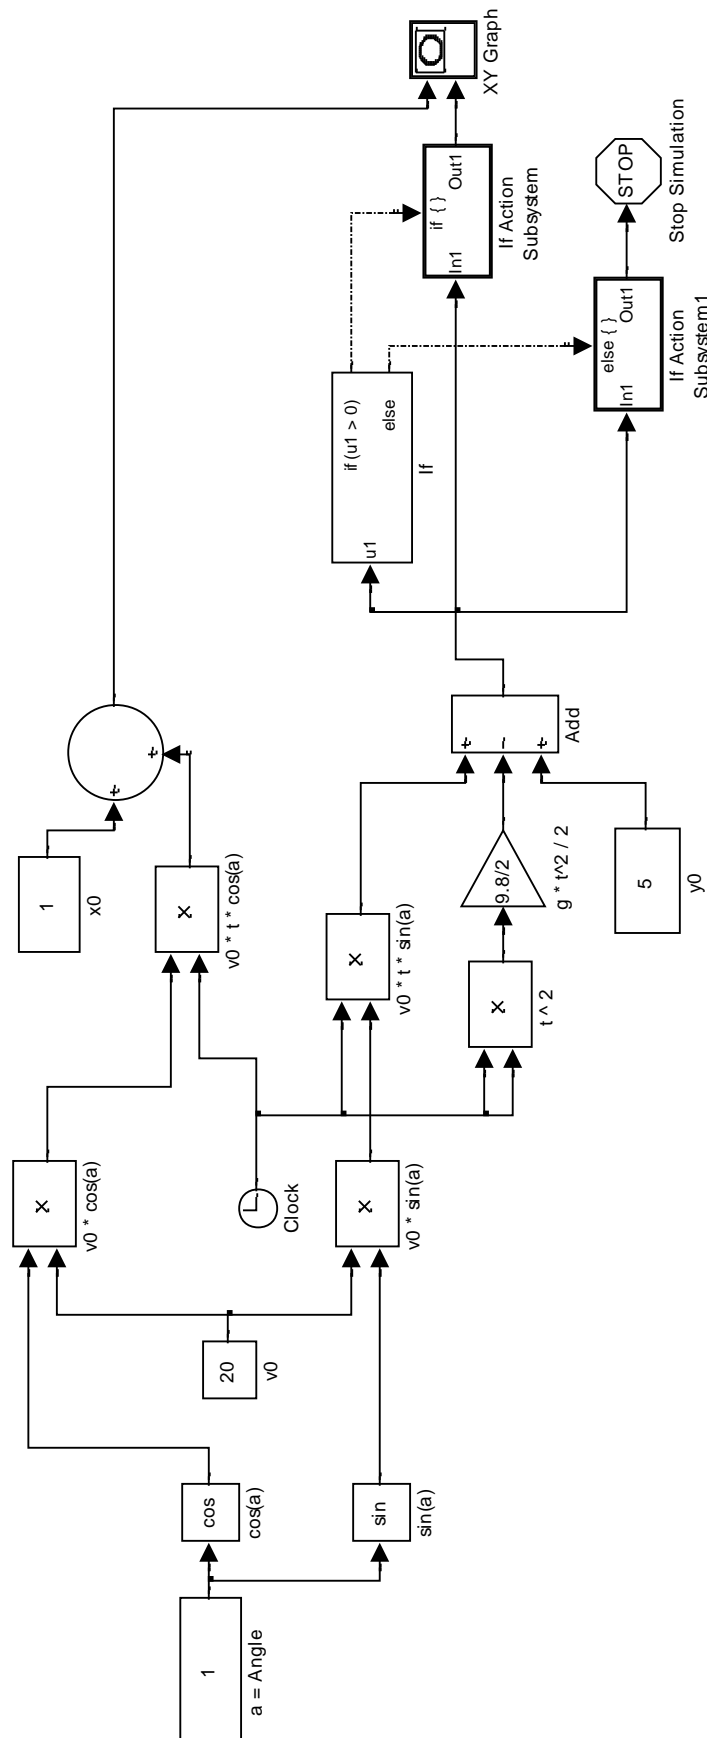 1
a = Angle
cos
cos(a)
sin
sin(a)
20
v0
X
v0 * cos(a)
Clock
X
v0 * sin(a)
1
x0
X
v0 * t * cos(a)
+
+
X
v0 * t * sin(a)
X
t ^ 2
9.8/2
g * t^2 / 2
5
y0
+
−
+
Add
u1
if(u1 > 0)
else
If
if { }
In1
Out1
If Action
Subsystem
else { }
In1
Out1
If Action
Subsystem1
XY Graph
STOP
Stop Simulation